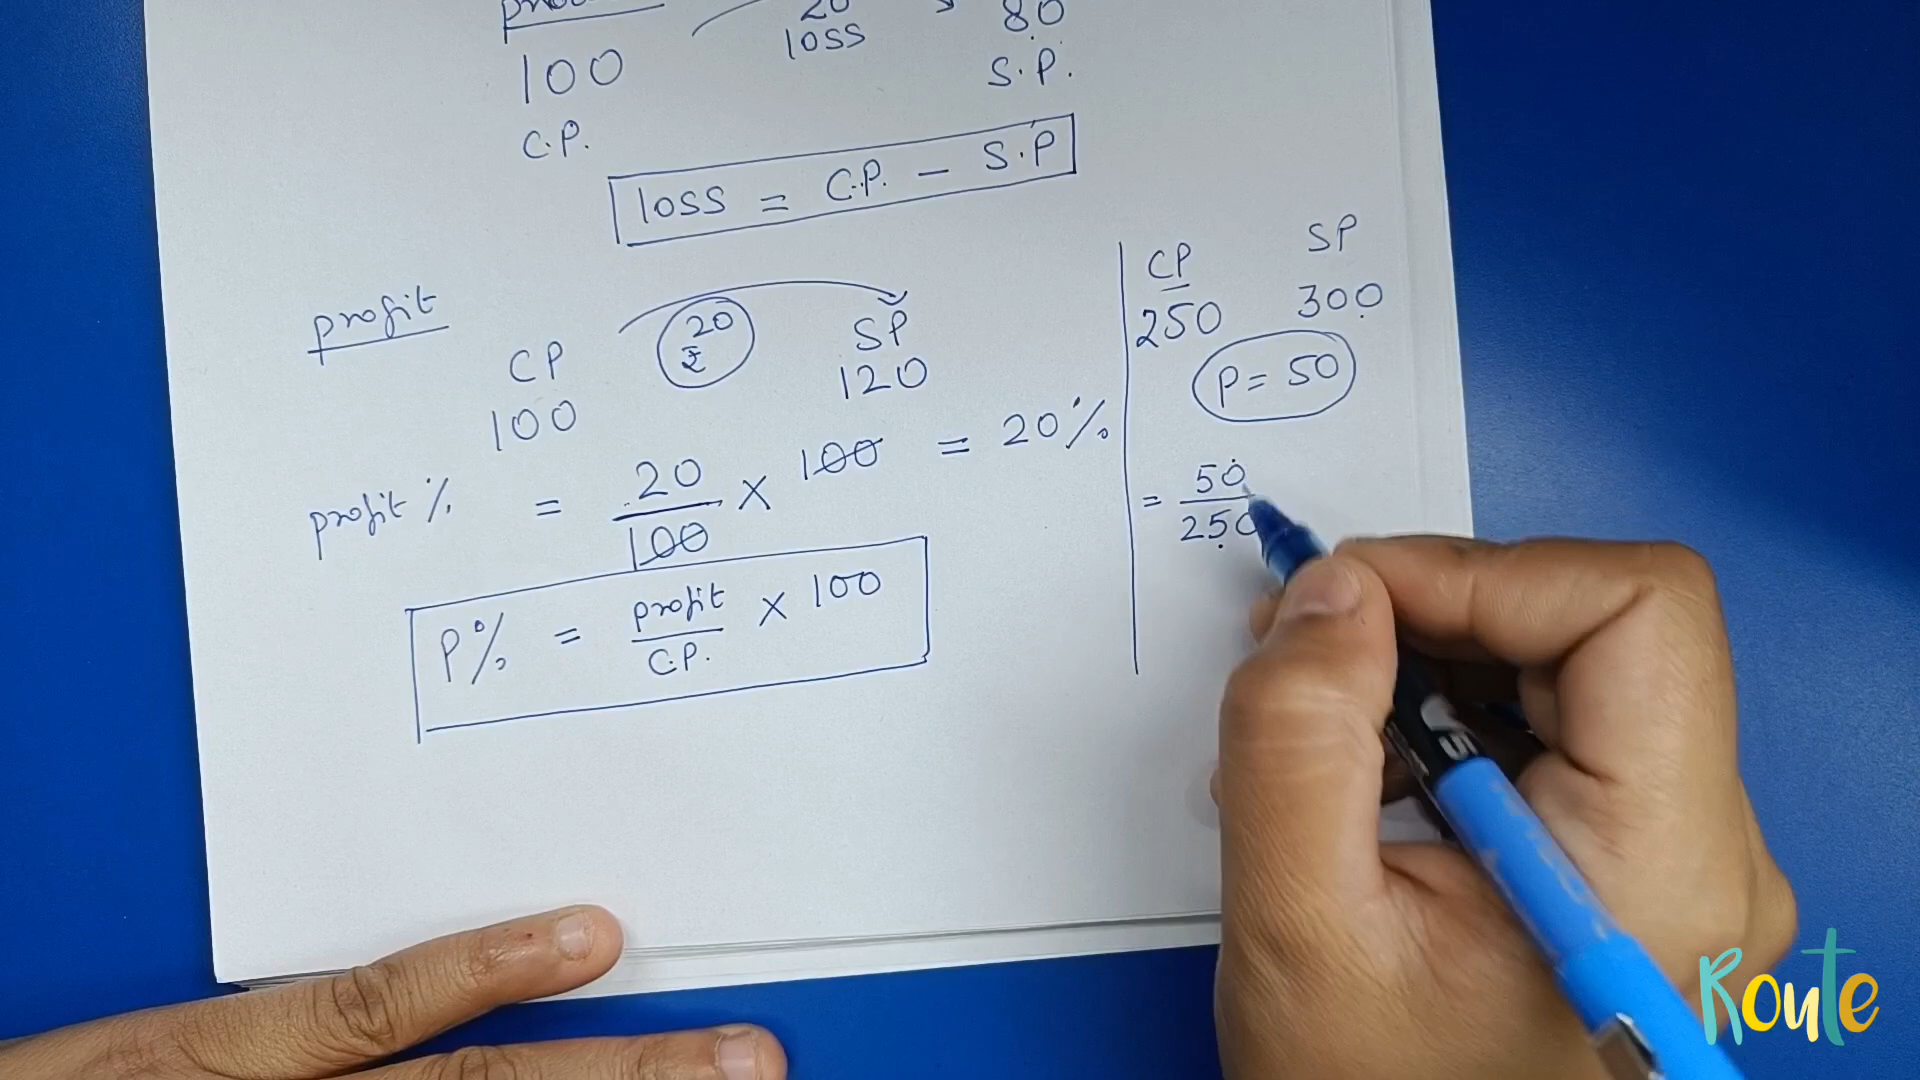 20 80
100 loss S.P.
C.P.
loss = C.P. - S.P
profit
CP 20 ₹ SP
100 120
profit % = 20/100 × 100 = 20%
P% = profit/C.P. × 100
CP SP
250 300
P = 50
= 50/250
V5
Route